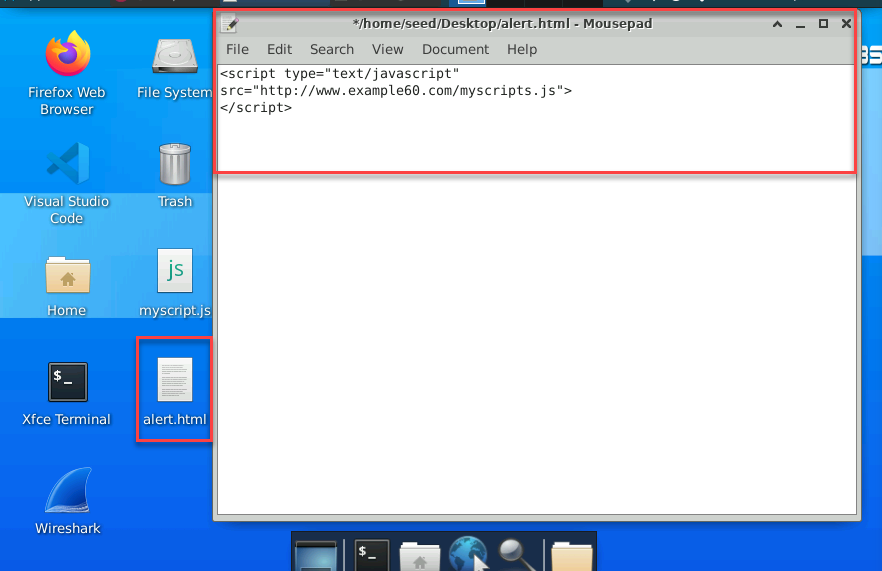 */home/seed/Desktop/alert.html - Mousepad
File Edit Search View Document Help
<script type="text/javascript"
src="http://www.example60.com/myscripts.js">
</script>
Firefox Web
Browser
File System
Visual Studio
Code
Trash
Home
myscript.js
js
$_
Xfce Terminal
alert.html
Wireshark
$_